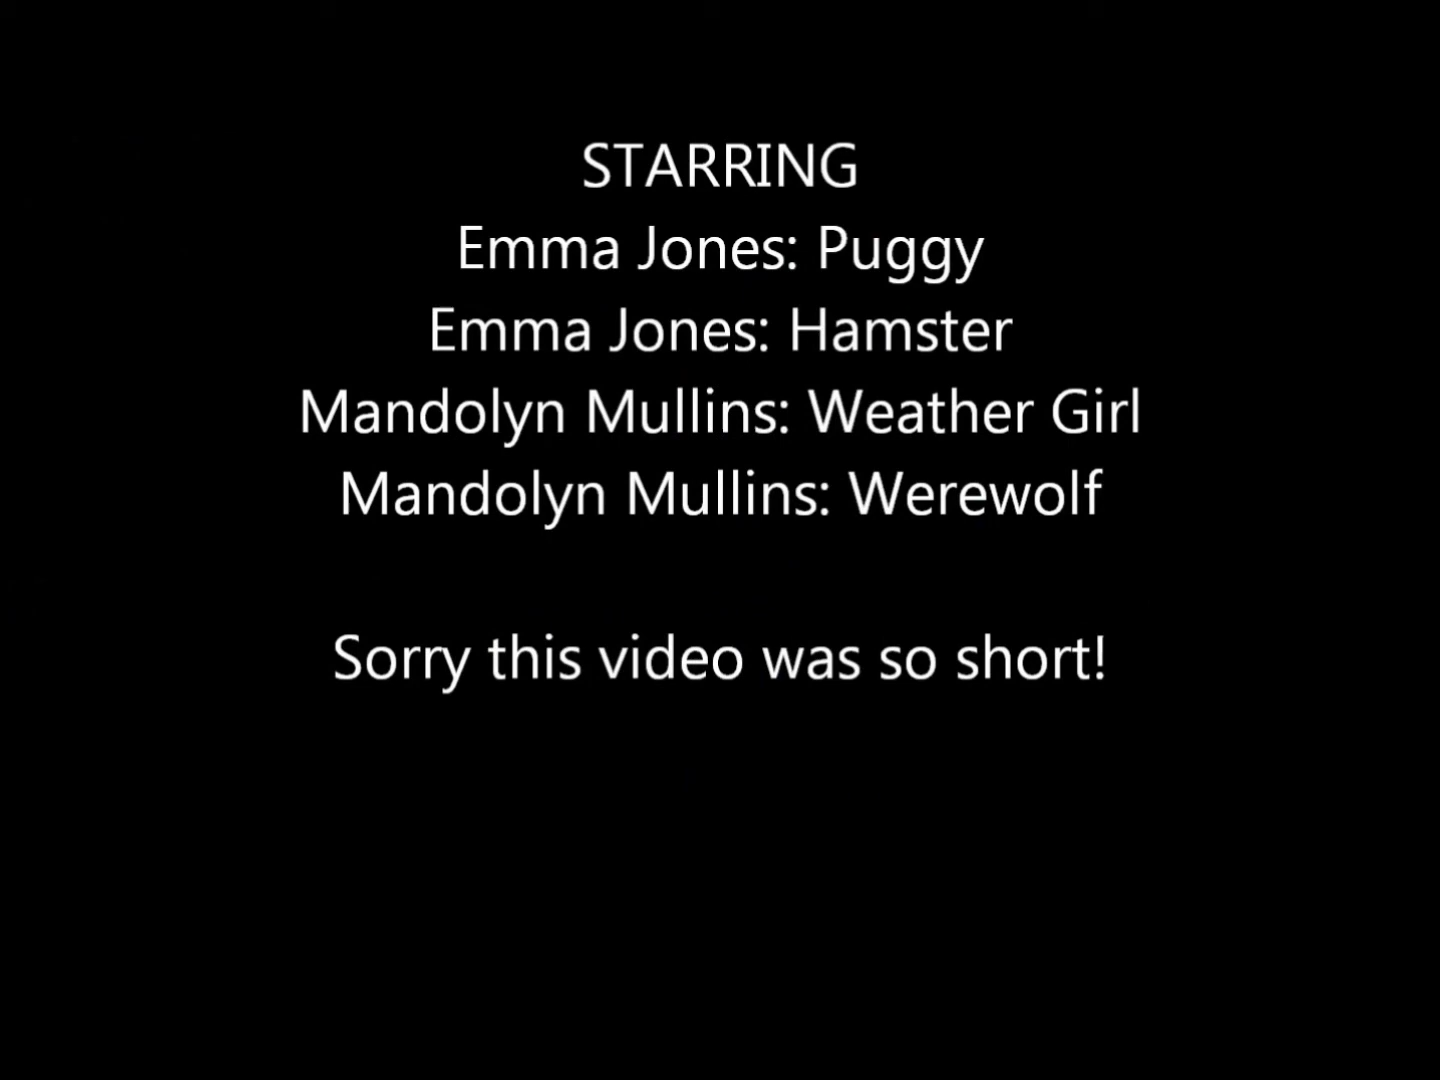 STARRING
Emma Jones: Puggy
Emma Jones: Hamster
Mandolyn Mullins: Weather Girl
Mandolyn Mullins: Werewolf
Sorry this video was so short!